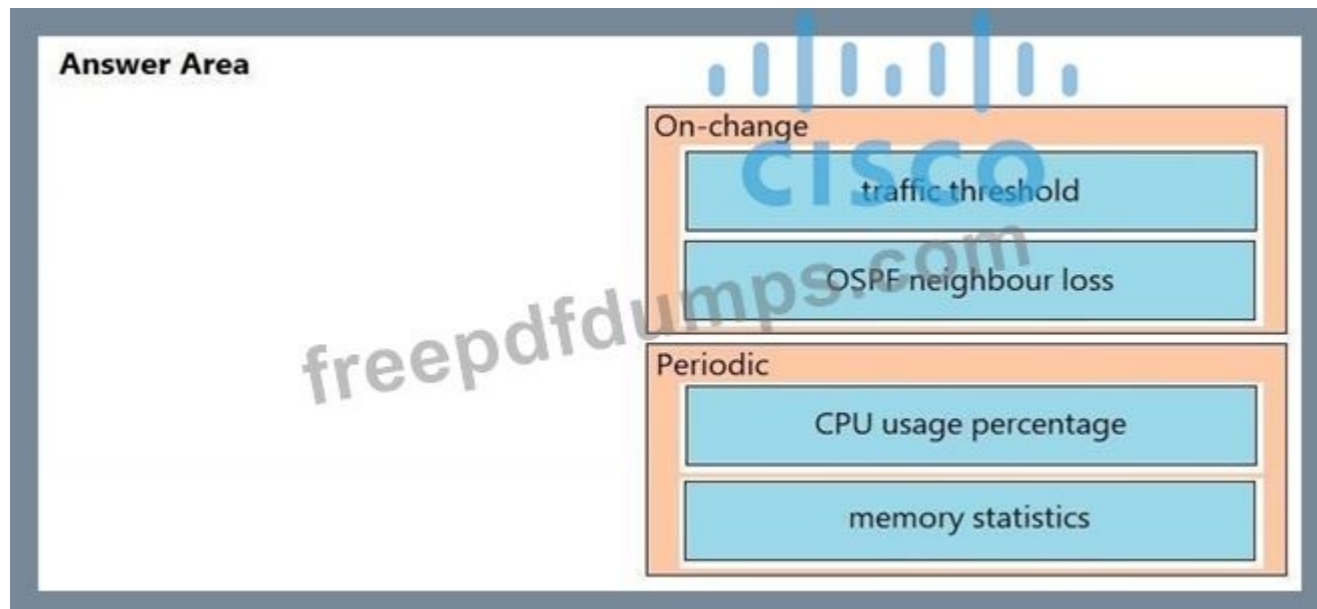 Answer Area
CISCO
On-change
traffic threshold
OSPF neighbour loss
freepdfdumps.com
Periodic
CPU usage percentage
memory statistics